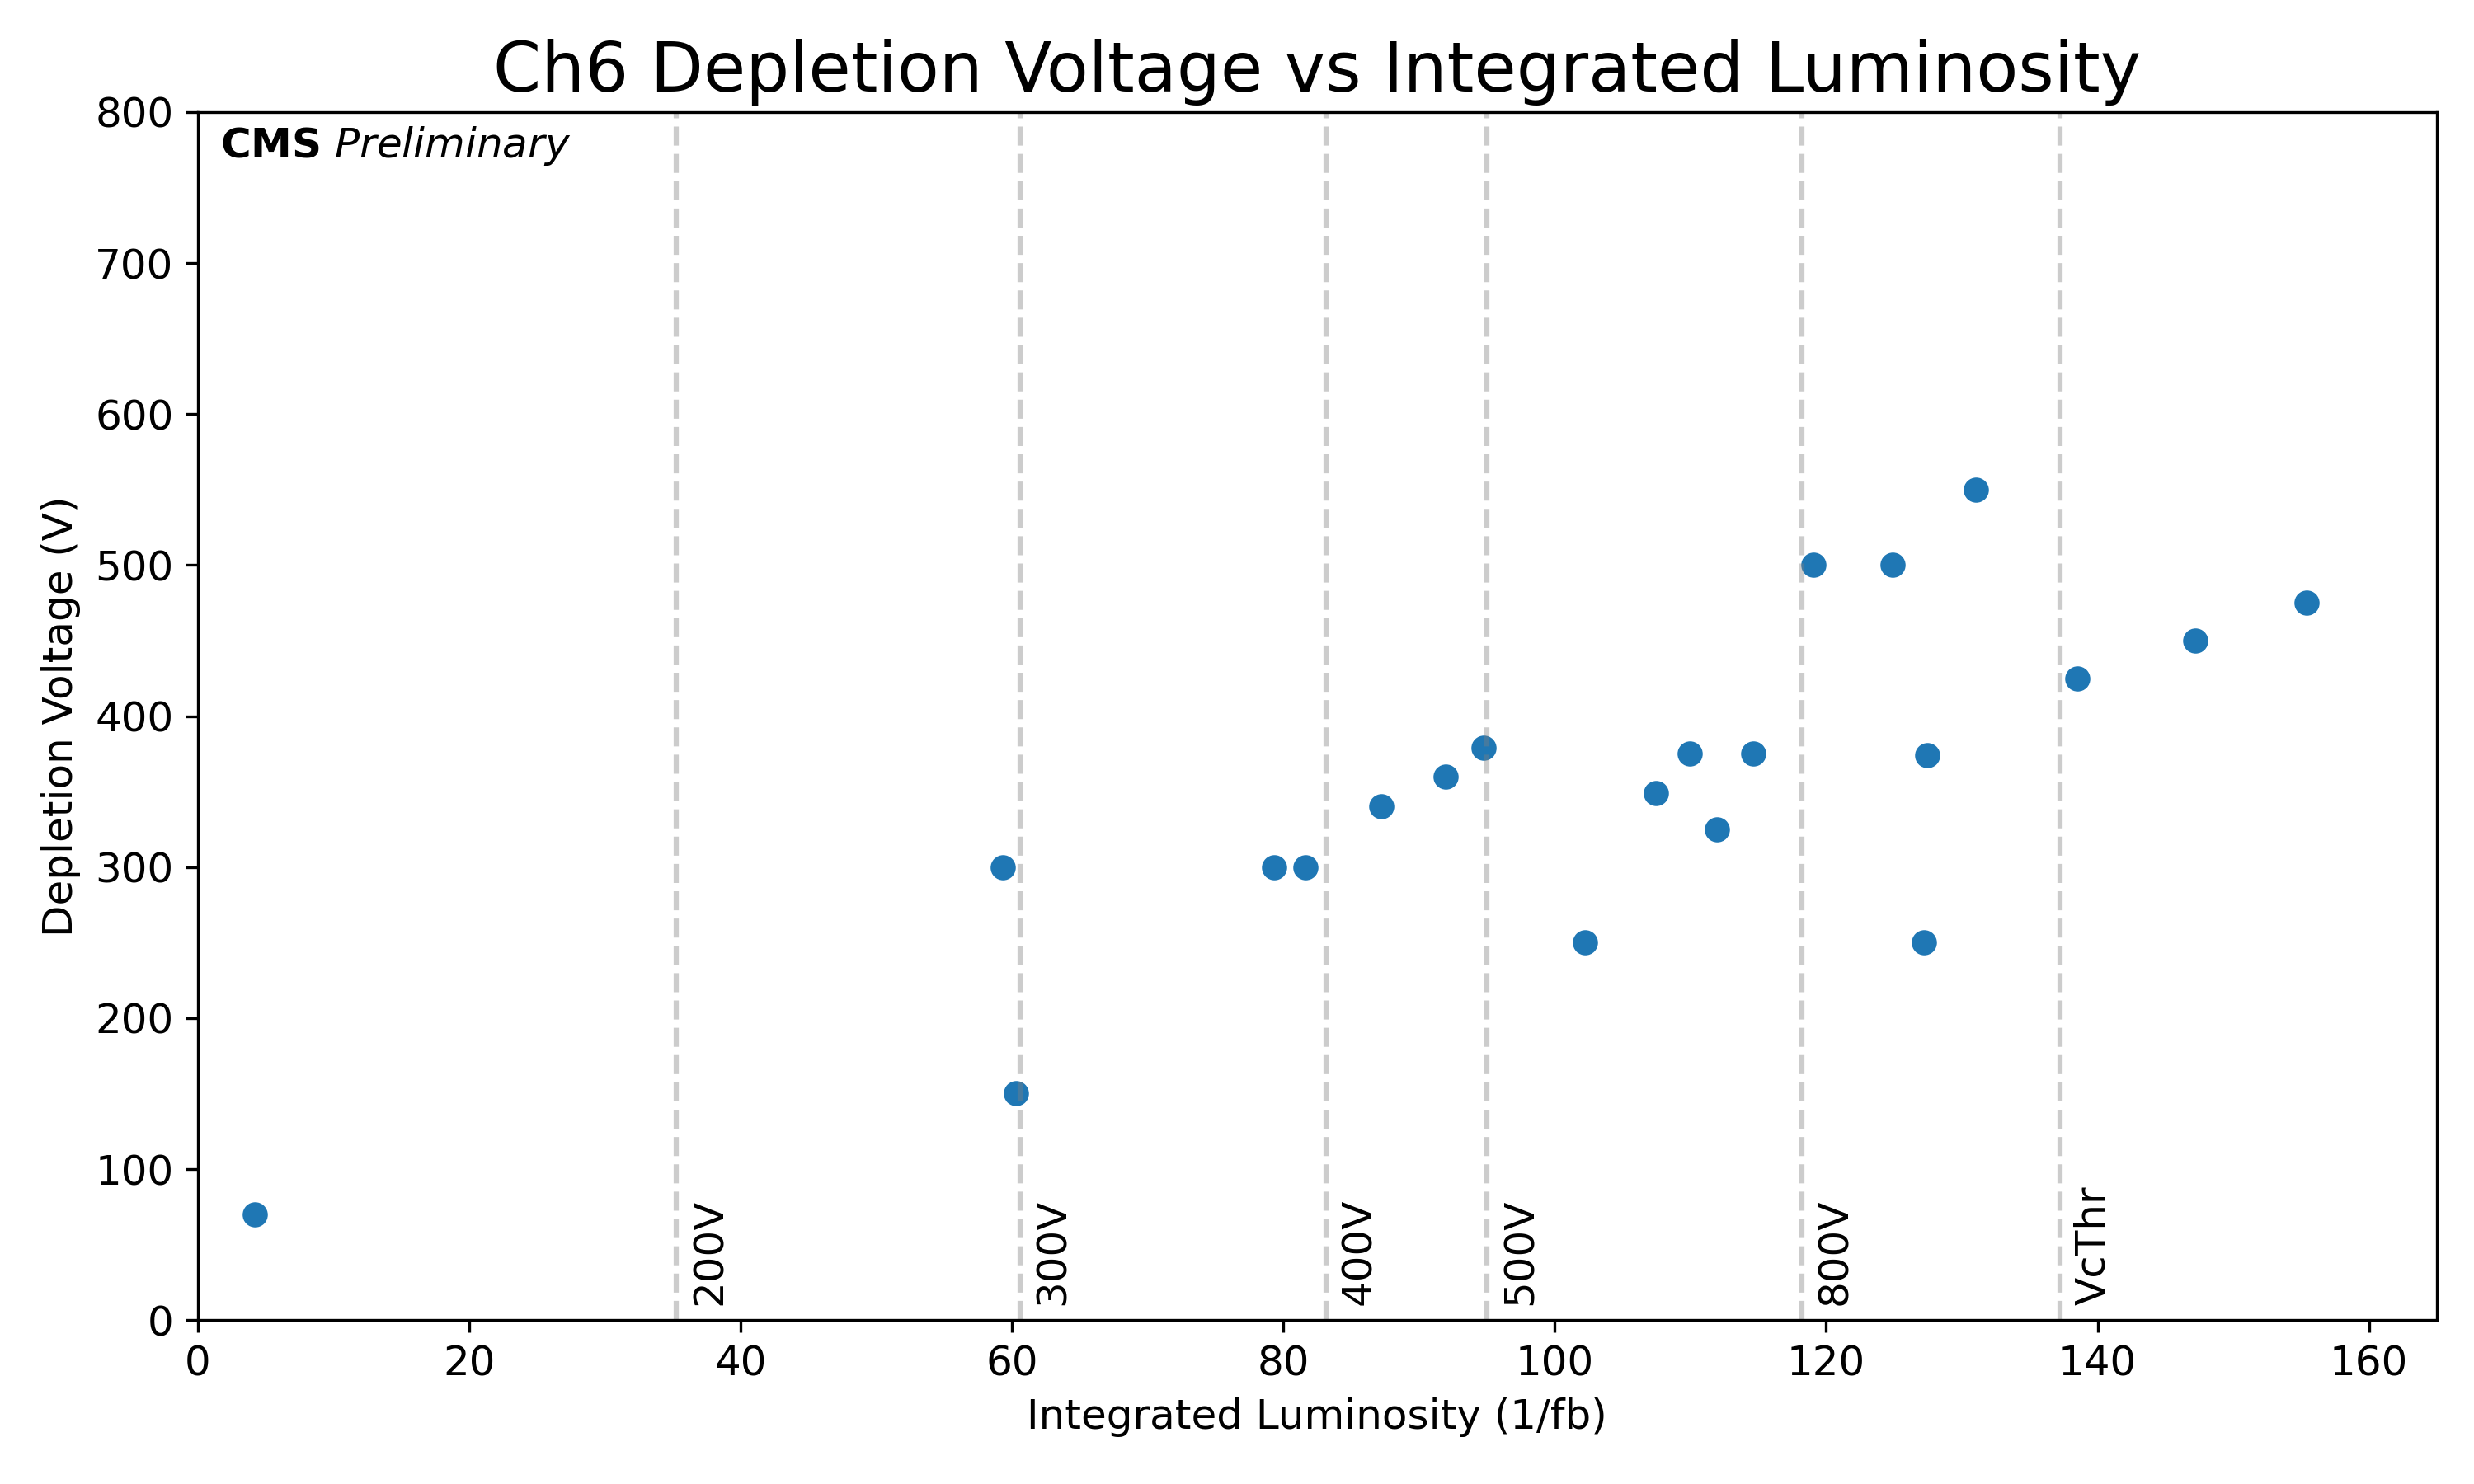 Ch6 Depletion Voltage vs Integrated Luminosity
CMS Preliminary
Depletion Voltage (V)
800
700
600
500
400
300
200
100
0
200V
300V
400V
500V
800V
VcThr
0 20 40 60 80 100 120 140 160
Integrated Luminosity (1/fb)